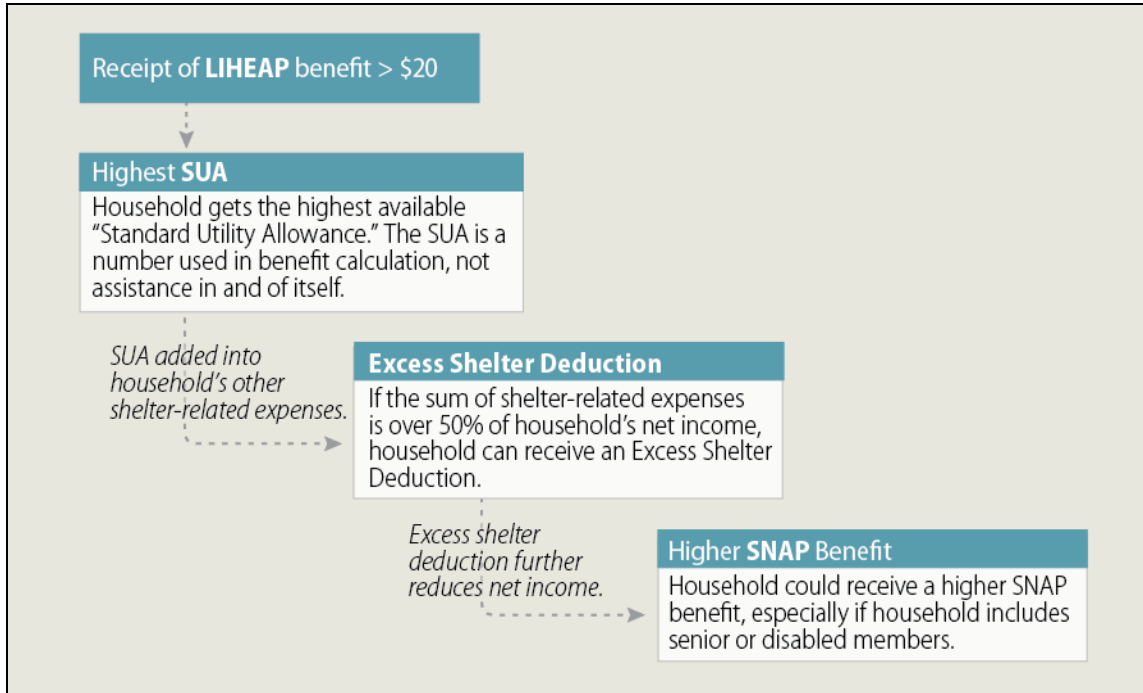 Receipt of LIHEAP benefit > $20
Highest SUA
Household gets the highest available
“Standard Utility Allowance.” The SUA is a
number used in benefit calculation, not
assistance in and of itself.
SUA added into
household’s other
shelter-related expenses.
Excess Shelter Deduction
If the sum of shelter-related expenses
is over 50% of household’s net income,
household can receive an Excess Shelter
Deduction.
Excess shelter
deduction further
reduces net income.
Higher SNAP Benefit
Household could receive a higher SNAP
benefit, especially if household includes
senior or disabled members.